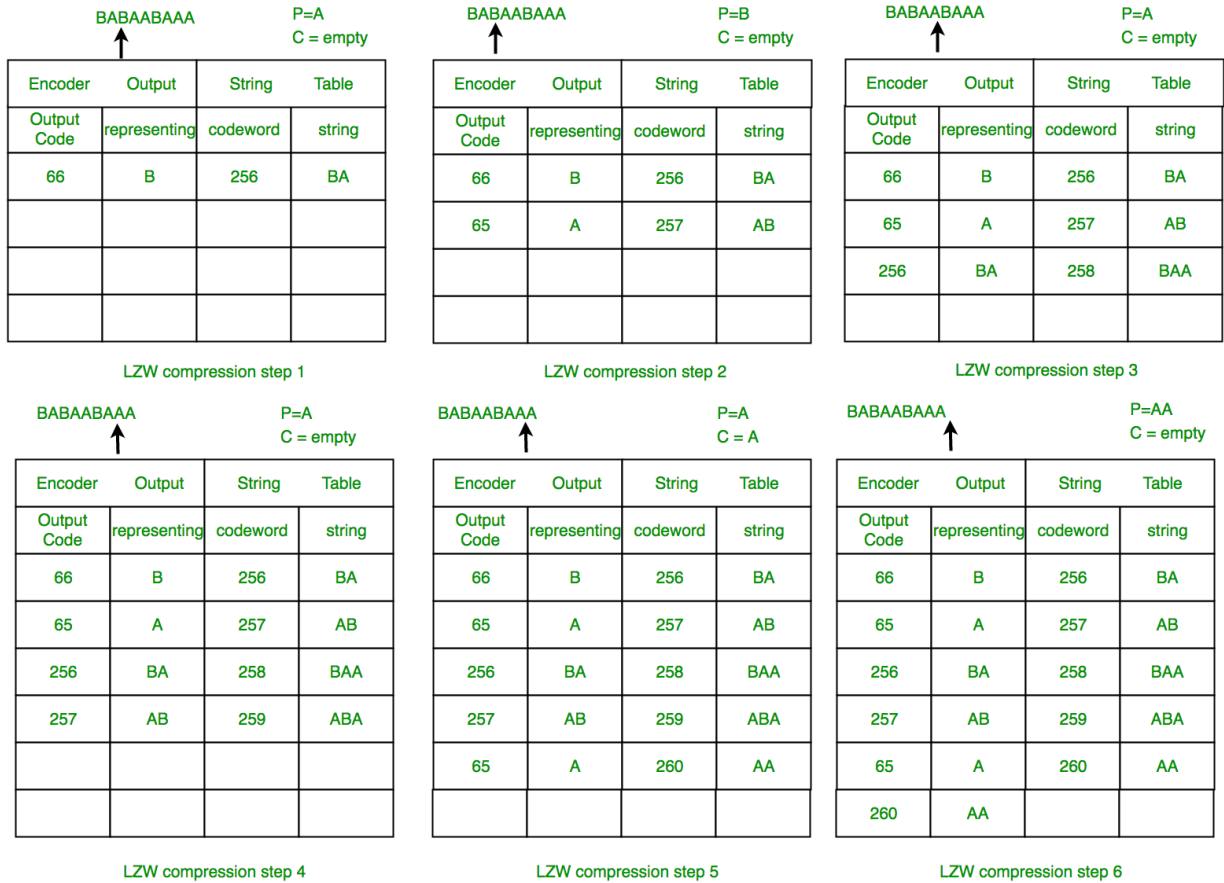 BABAABAAA P=A
C = empty
Encoder Output String Table
Output Code representing codeword string
66 B 256 BA
LZW compression step 1
BABAABAAA P=B
C = empty
Encoder Output String Table
Output Code representing codeword string
66 B 256 BA
65 A 257 AB
LZW compression step 2
BABAABAAA P=A
C = empty
Encoder Output String Table
Output Code representing codeword string
66 B 256 BA
65 A 257 AB
256 BA 258 BAA
LZW compression step 3
BABAABAAA P=A
C = empty
Encoder Output String Table
Output Code representing codeword string
66 B 256 BA
65 A 257 AB
256 BA 258 BAA
257 AB 259 ABA
LZW compression step 4
BABAABAAA P=A
C = A
Encoder Output String Table
Output Code representing codeword string
66 B 256 BA
65 A 257 AB
256 BA 258 BAA
257 AB 259 ABA
65 A 260 AA
LZW compression step 5
BABAABAAA P=AA
C = empty
Encoder Output String Table
Output Code representing codeword string
66 B 256 BA
65 A 257 AB
256 BA 258 BAA
257 AB 259 ABA
65 A 260 AA
260 AA
LZW compression step 6